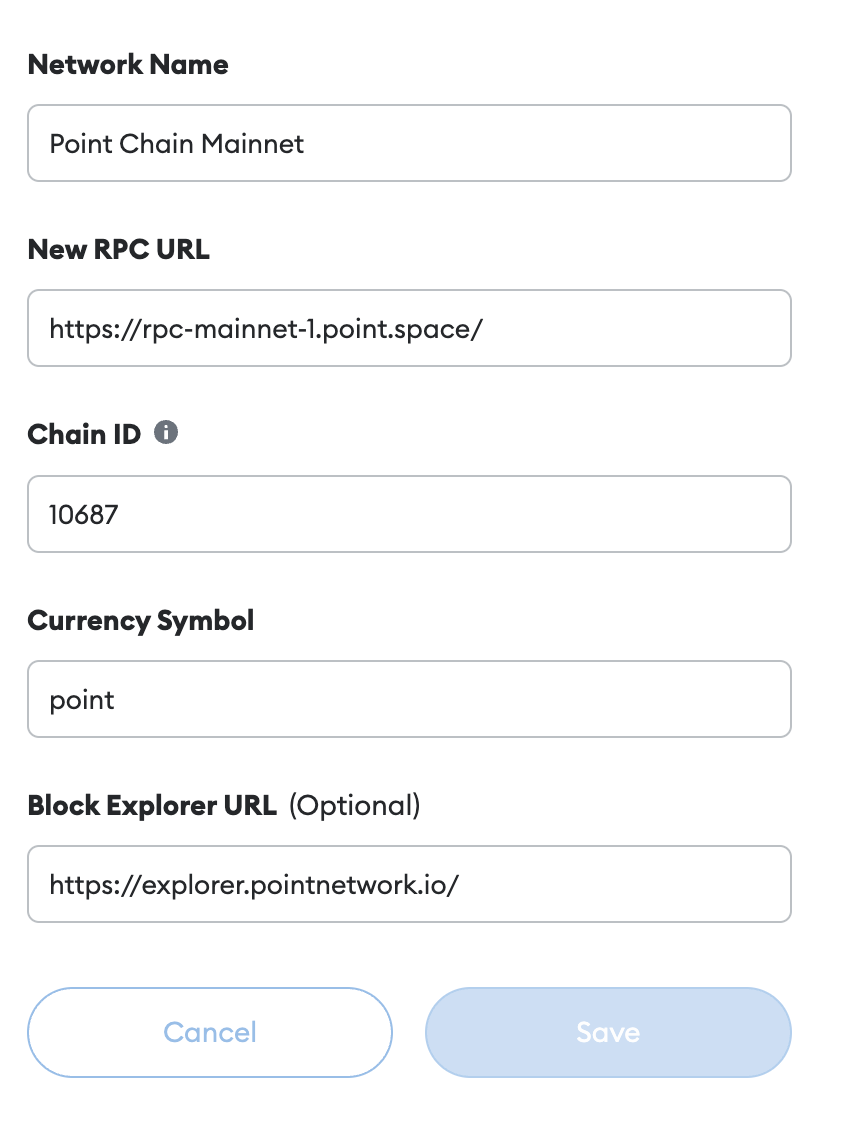 Network Name
Point Chain Mainnet
New RPC URL
https://rpc-mainnet-1.point.space/
Chain ID
10687
Currency Symbol
point
Block Explorer URL (Optional)
https://explorer.pointnetwork.io/
Cancel
Save